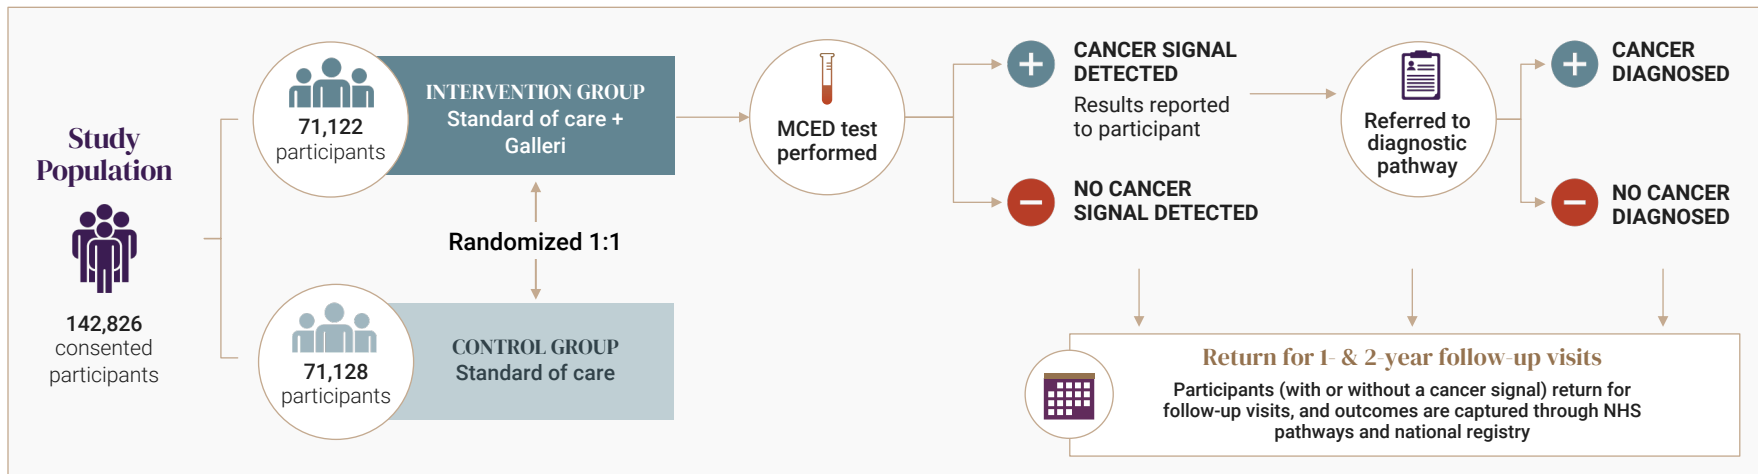 Study
Population
142,826
consented
participants
71,122
participants
INTERVENTION GROUP
Standard of care +
Galleri
Randomized 1:1
71,128
participants
CONTROL GROUP
Standard of care
MCED test
performed
CANCER SIGNAL
DETECTED
Results reported
to participant
NO CANCER
SIGNAL DETECTED
Referred to
diagnostic
pathway
CANCER
DIAGNOSED
NO CANCER
DIAGNOSED
Return for 1- & 2-year follow-up visits
Participants (with or without a cancer signal) return for
follow-up visits, and outcomes are captured through NHS
pathways and national registry